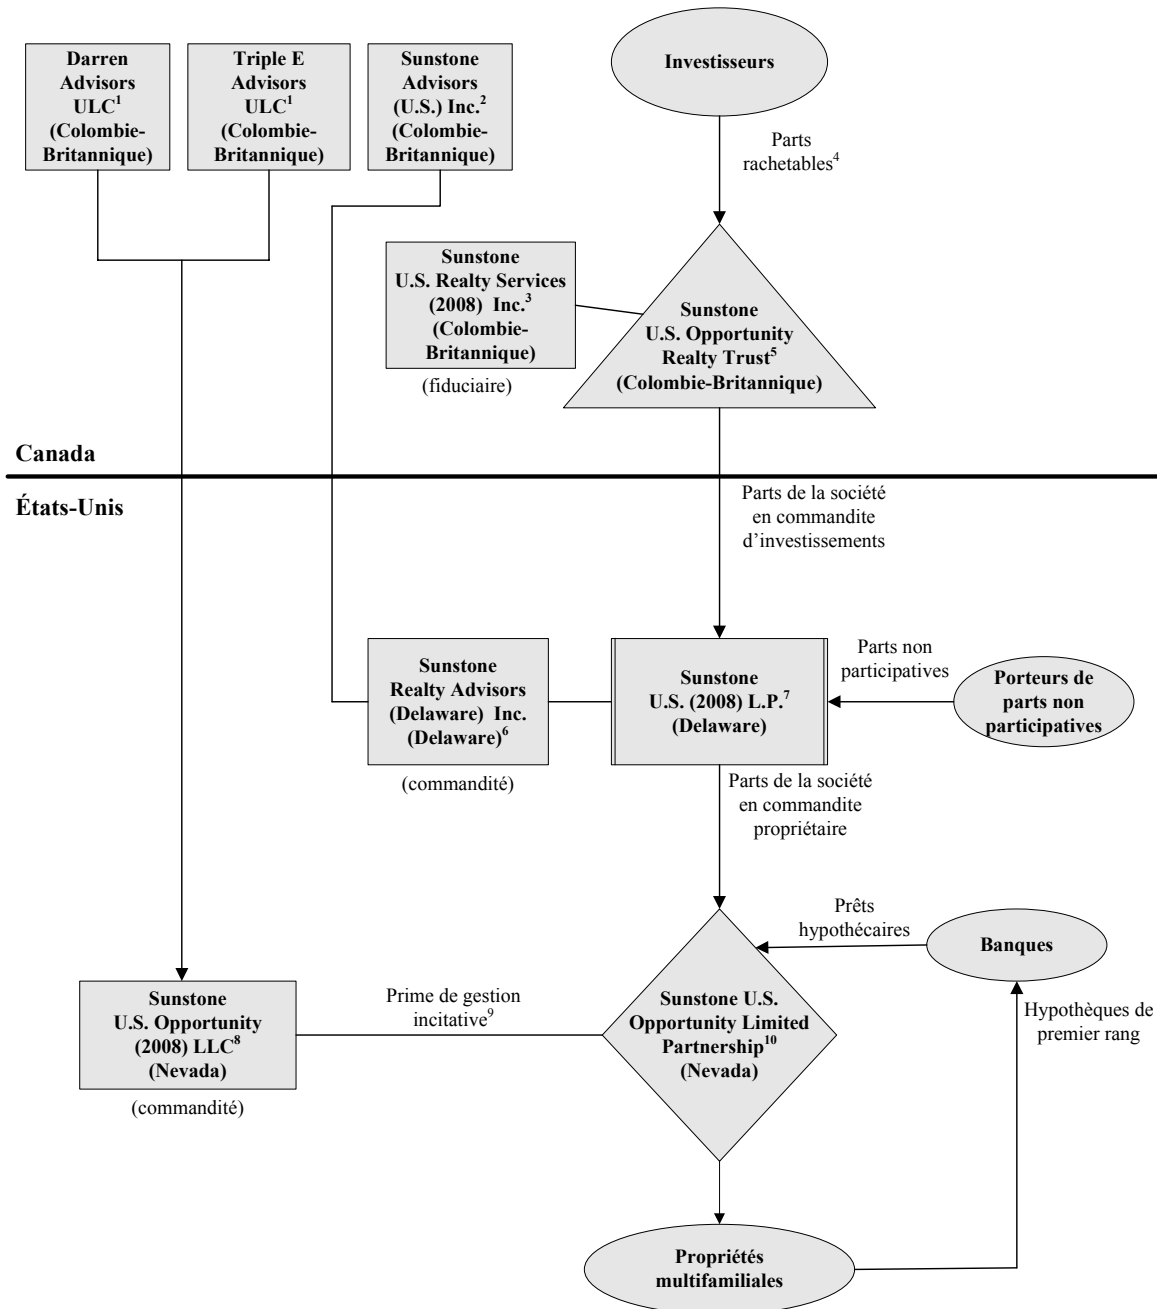 Darren
Advisors
ULC¹
(Colombie-
Britannique)
Triple E
Advisors
ULC¹
(Colombie-
Britannique)
Sunstone
Advisors
(U.S.) Inc.²
(Colombie-
Britannique)
Investisseurs
Parts
rachetables⁴
Sunstone
U.S. Realty Services
(2008) Inc.³
(Colombie-
Britannique)
(fiduciaire)
Sunstone
U.S. Opportunity
Realty Trust⁵
(Colombie-Britannique)
Canada
États-Unis
Parts de la société
en commandite
d’investissements
Sunstone
Realty Advisors
(Delaware) Inc.
(Delaware)⁶
(commandité)
Sunstone
U.S. (2008) L.P.⁷
(Delaware)
Parts non
participatives
Porteurs de
parts non
participatives
Parts de la société
en commandite
propriétaire
Prêts
hypothécaires
Banques
Hypothèques de
premier rang
Sunstone
U.S. Opportunity
(2008) LLC⁸
(Nevada)
(commandité)
Prime de gestion
incitative⁹
Sunstone U.S.
Opportunity Limited
Partnership¹⁰
(Nevada)
Propriétés
multifamiliales